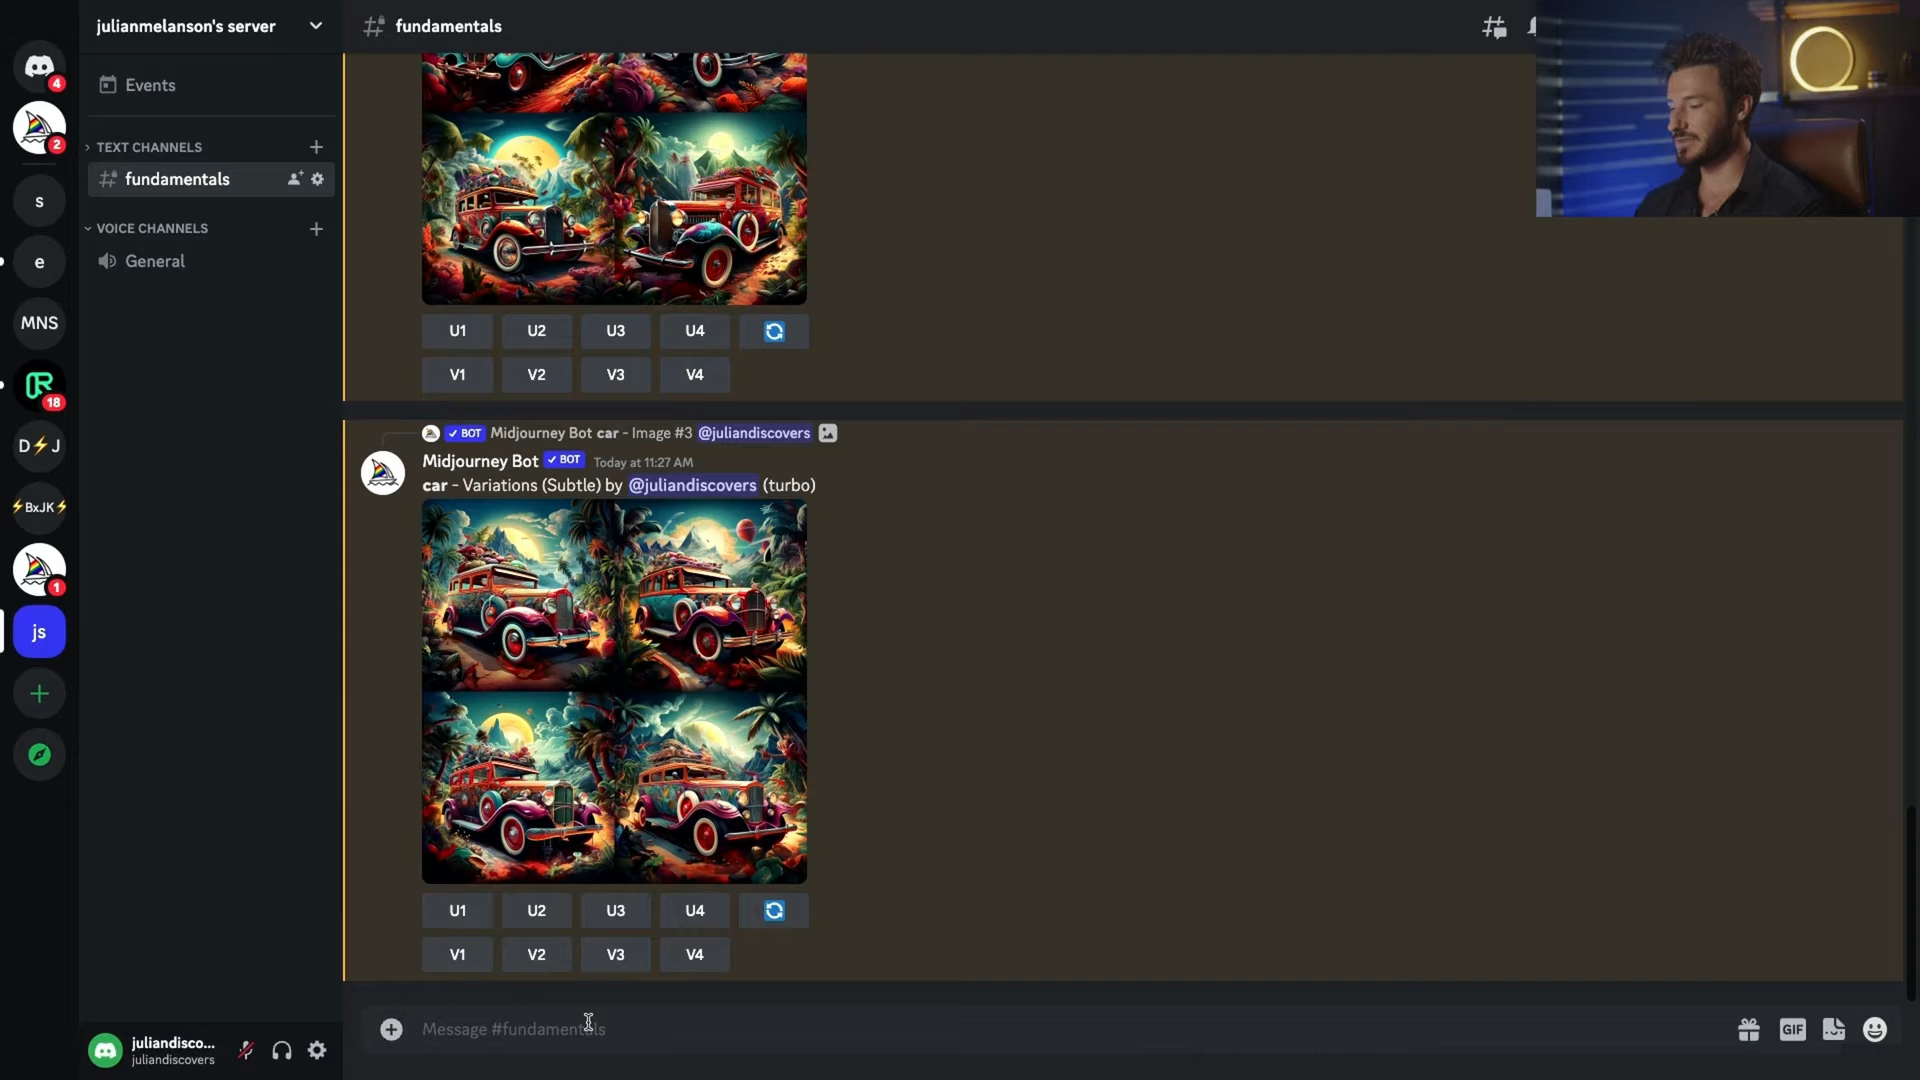 julianmelanson's server
fundamentals
4
2
Events
TEXT CHANNELS
fundamentals
VOICE CHANNELS
General
s
e
MNS
18
D⚡J
⚡BxJK⚡
1
js
U1 U2 U3 U4
V1 V2 V3 V4
✓ BOT Midjourney Bot car - Image #3 @juliandiscovers
Midjourney Bot ✓ BOT Today at 11:27 AM
car - Variations (Subtle) by @juliandiscovers (turbo)
U1 U2 U3 U4
V1 V2 V3 V4
Message #fundamentals
GIF
juliandisco...
juliandiscovers